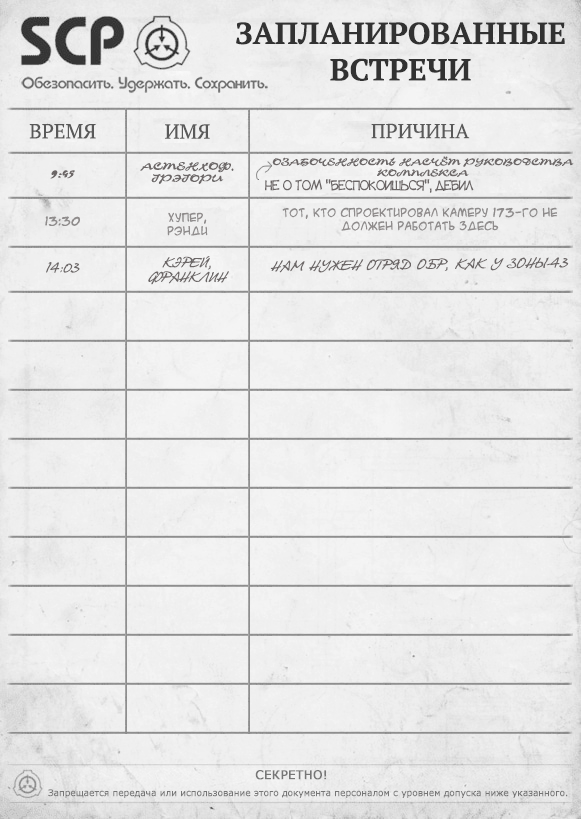 SCP
ЗАПЛАНИРОВАННЫЕ
ВСТРЕЧИ
Обезопасить. Удержать. Сохранить.
ВРЕМЯ ИМЯ ПРИЧИНА
9:45
АСТЕНХОФ.
ГРЭГОРИ
ОЗАБОЧЕННОСТЬ НАСЧЁТ РУКОВОДСТВА
КОМПЛЕКСА
НЕ О ТОМ "БЕСПОКОИШЬСЯ", ДЕБИЛ
13:30
ХУПЕР,
РЭНДИ
ТОТ, КТО СПРОЕКТИРОВАЛ КАМЕРУ 173-ГО НЕ
ДОЛЖЕН РАБОТАТЬ ЗДЕСЬ
14:03
КЭРЕЙ,
ФРАНКЛИН
НАМ НУЖЕН ОТРЯД ОБР, КАК У ЗОНЫ-43
СЕКРЕТНО!
Запрещается передача или использование этого документа персоналом с уровнем допуска ниже указанного.